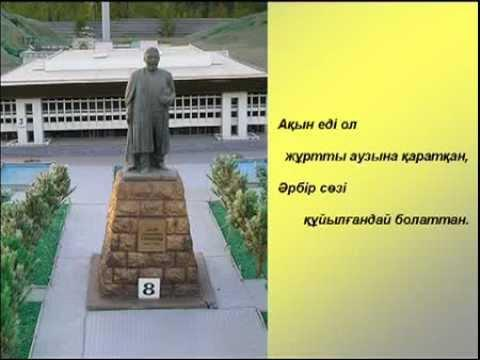 Ақын еді ол
жұртты аузына қаратқан,
Әрбір сөзі
құйылғандай болаттан.
8